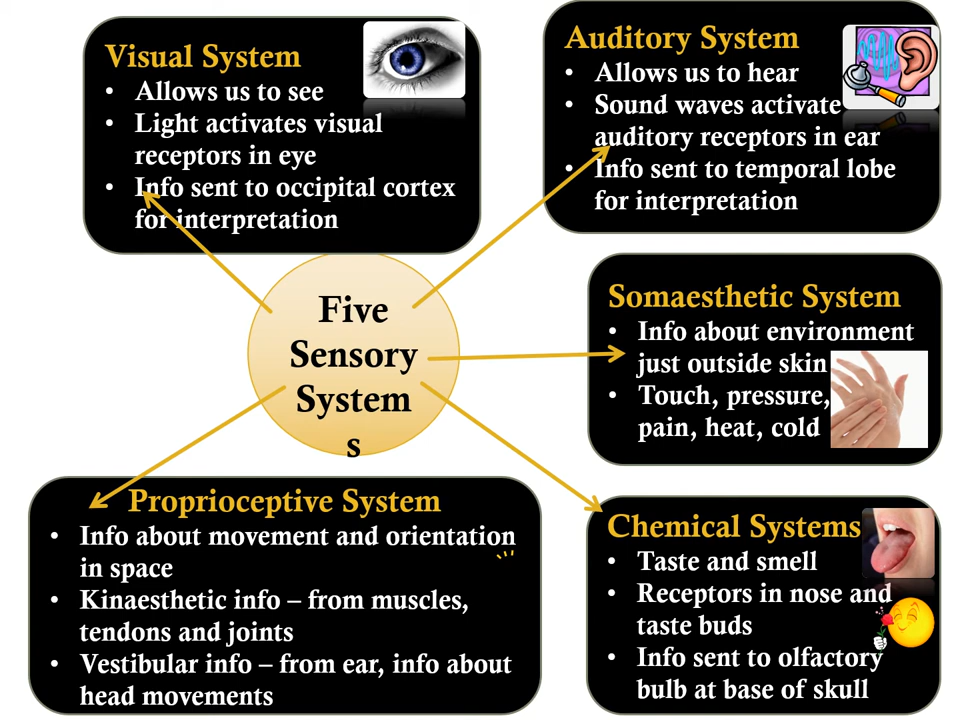 Visual System
• Allows us to see
• Light activates visual
receptors in eye
• Info sent to occipital cortex
for interpretation
Auditory System
• Allows us to hear
• Sound waves activate
auditory receptors in ear
• Info sent to temporal lobe
for interpretation
Five
Sensory
System
s
Somaesthetic System
• Info about environment
just outside skin
• Touch, pressure,
pain, heat, cold
Proprioceptive System
• Info about movement and orientation
in space
• Kinaesthetic info – from muscles,
tendons and joints
• Vestibular info – from ear, info about
head movements
Chemical Systems
• Taste and smell
• Receptors in nose and
taste buds
• Info sent to olfactory
bulb at base of skull